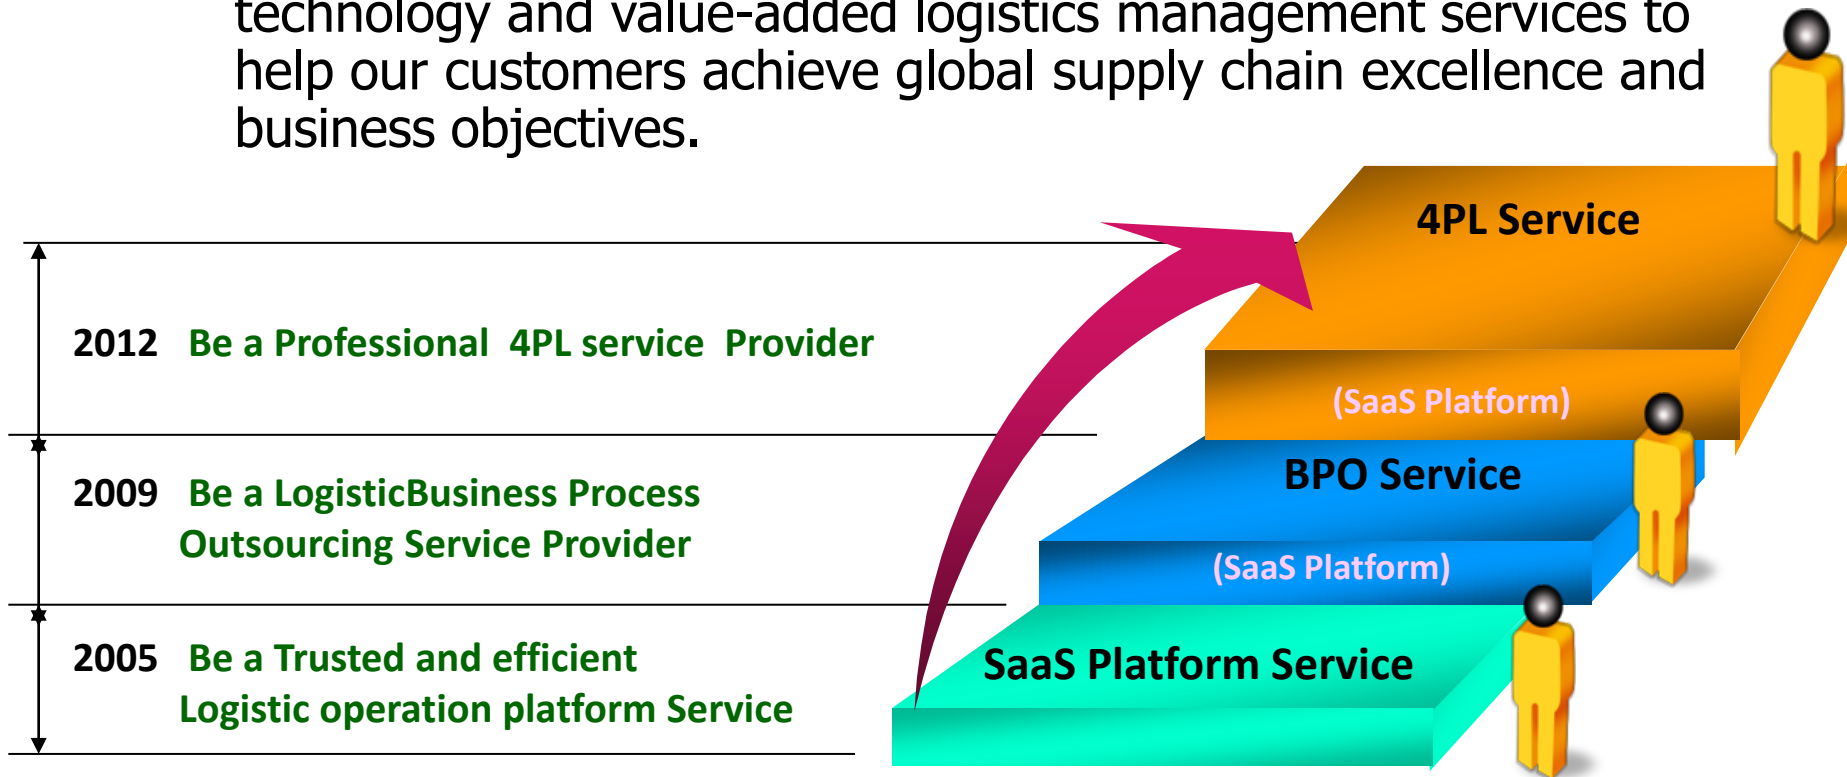 technology and value-added logistics management services to
help our customers achieve global supply chain excellence and
business objectives.
4PL Service
2012 Be a Professional 4PL service Provider
(SaaS Platform)
BPO Service
2009 Be a LogisticBusiness Process
Outsourcing Service Provider
(SaaS Platform)
2005 Be a Trusted and efficient
SaaS Platform Service
Logistic operation platform Service